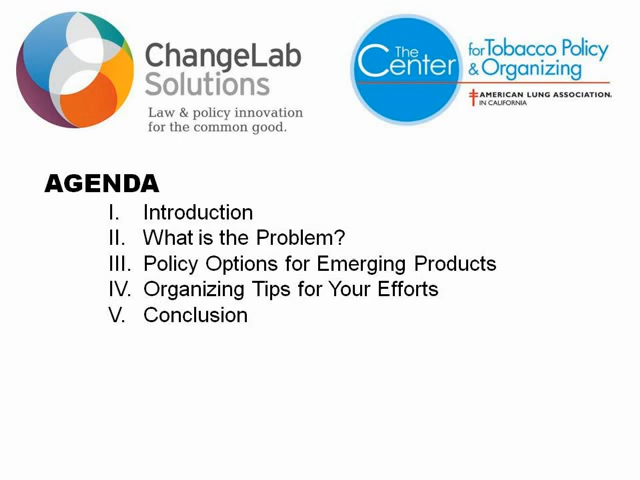 ChangeLab
Solutions
Law & policy innovation
for the common good.
The
Center
for Tobacco Policy
& Organizing
AMERICAN LUNG ASSOCIATION.
IN CALIFORNIA
AGENDA
I. Introduction
II. What is the Problem?
III. Policy Options for Emerging Products
IV. Organizing Tips for Your Efforts
V. Conclusion